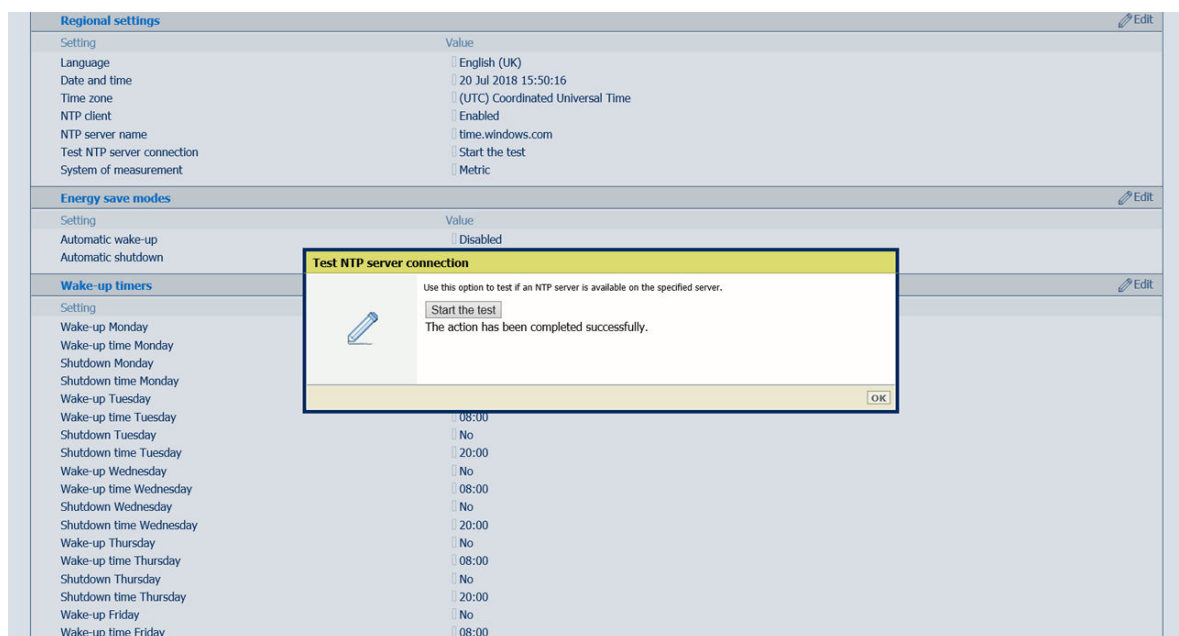 Regional settings Edit
Setting Value
Language English (UK)
Date and time 20 Jul 2018 15:50:16
Time zone (UTC) Coordinated Universal Time
NTP client Enabled
NTP server name time.windows.com
Test NTP server connection Start the test
System of measurement Metric
Energy save modes Edit
Setting Value
Automatic wake-up Disabled
Automatic shutdown
Test NTP server connection
Use this option to test if an NTP server is available on the specified server.
Start the test
The action has been completed successfully.
OK
Wake-up timers Edit
Setting
Wake-up Monday
Wake-up time Monday
Shutdown Monday
Shutdown time Monday
Wake-up Tuesday
Wake-up time Tuesday 08:00
Shutdown Tuesday No
Shutdown time Tuesday 20:00
Wake-up Wednesday No
Wake-up time Wednesday 08:00
Shutdown Wednesday No
Shutdown time Wednesday 20:00
Wake-up Thursday No
Wake-up time Thursday 08:00
Shutdown Thursday No
Shutdown time Thursday 20:00
Wake-up Friday No
Wake-up time Friday 08:00